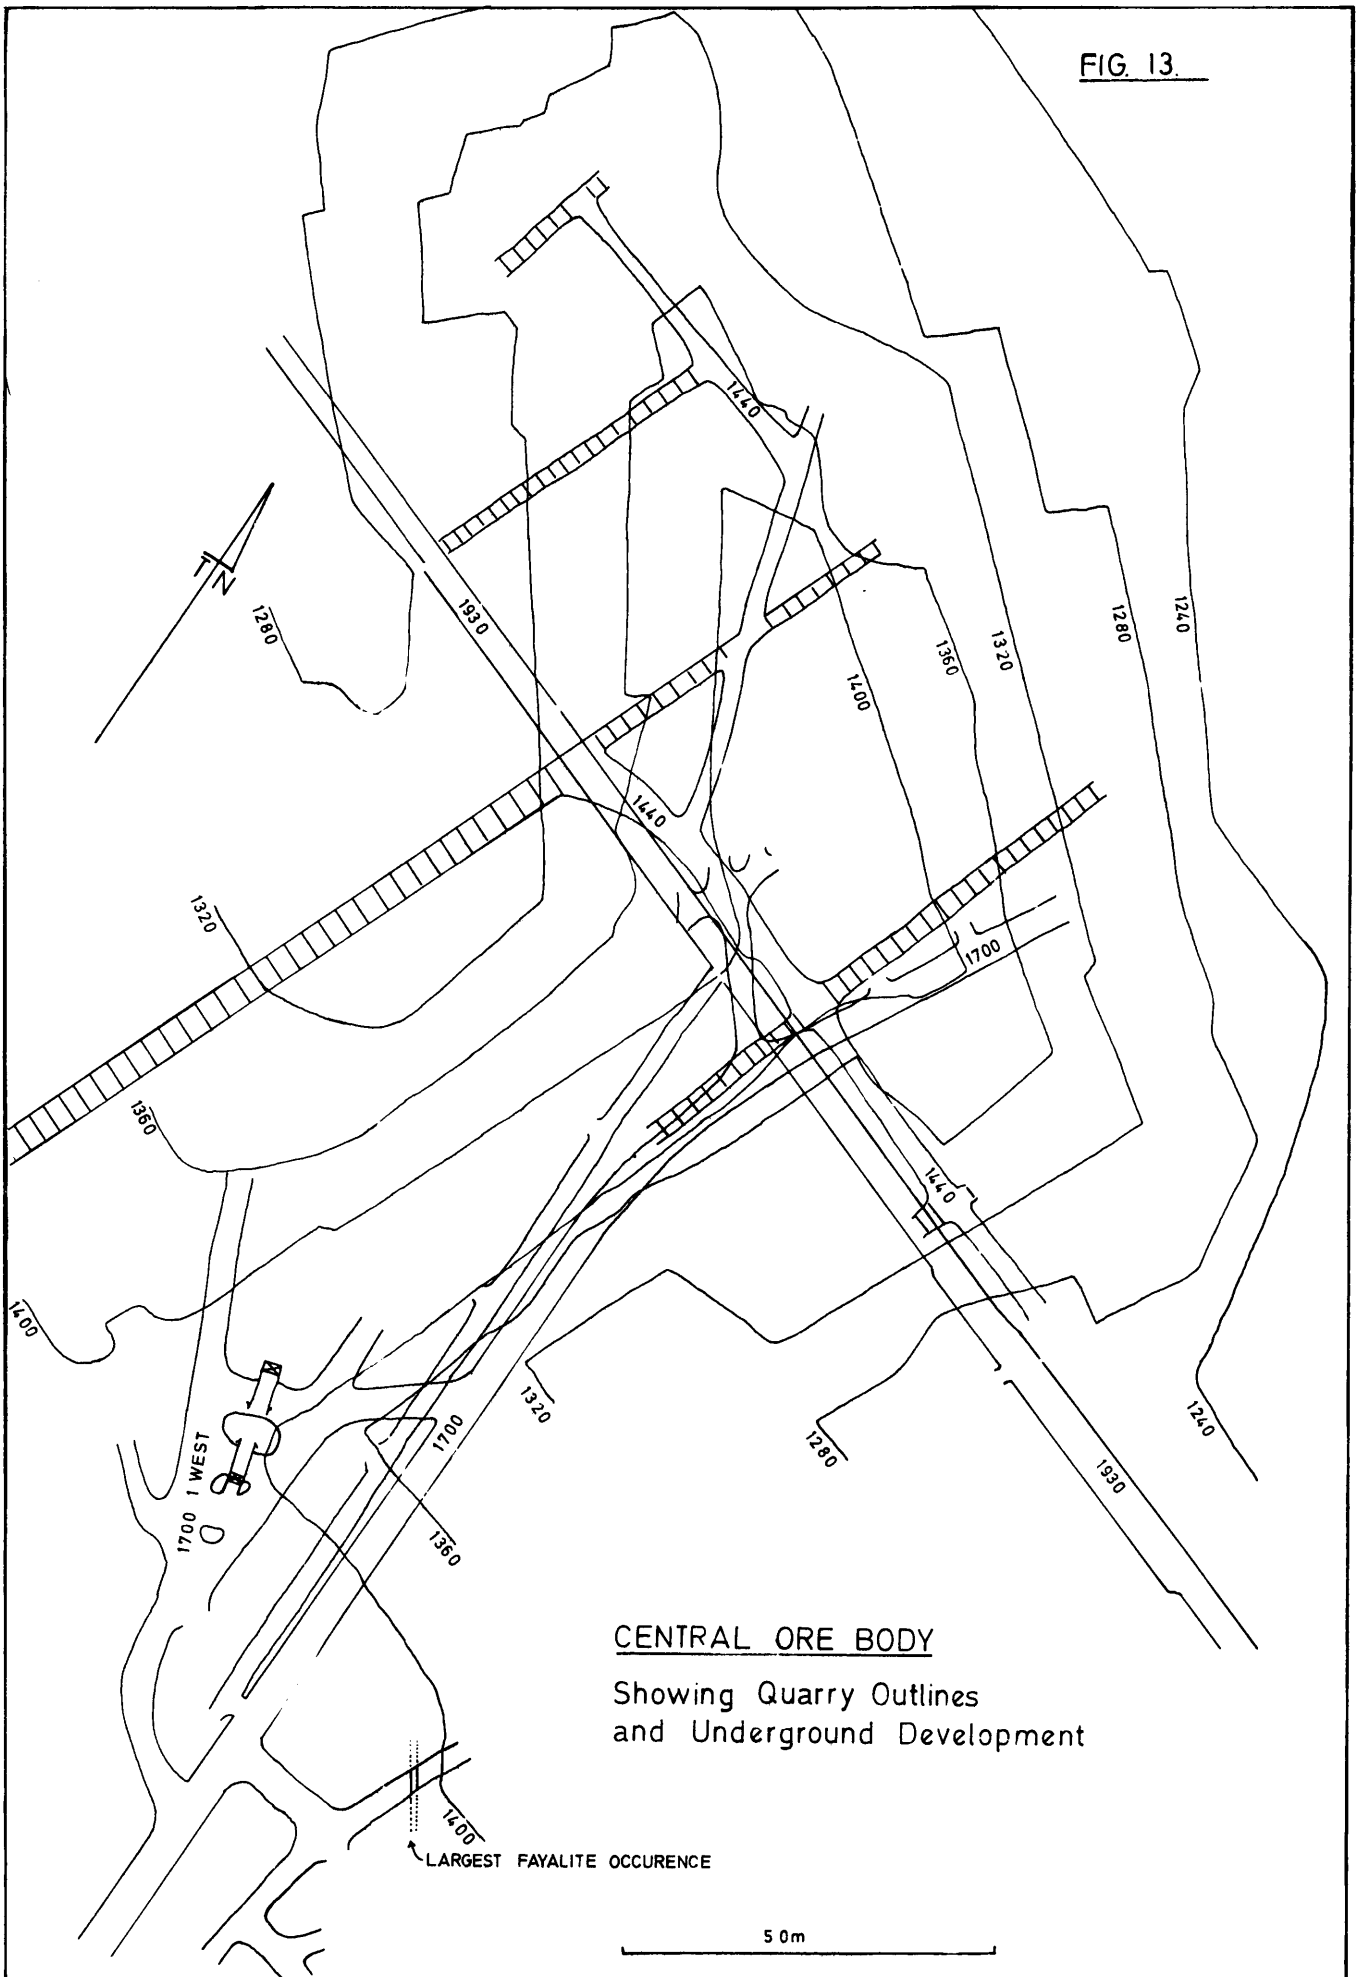 FIG. 13.
1440
1930
1280
1240
1280
1320
1360
1400
1440
1320
1700
1360
1440
1400
1320
1240
1280
1700
1930
1700 1 WEST
1360
TN
CENTRAL ORE BODY
Showing Quarry Outlines
and Underground Development
1400
LARGEST FAYALITE OCCURENCE
50m